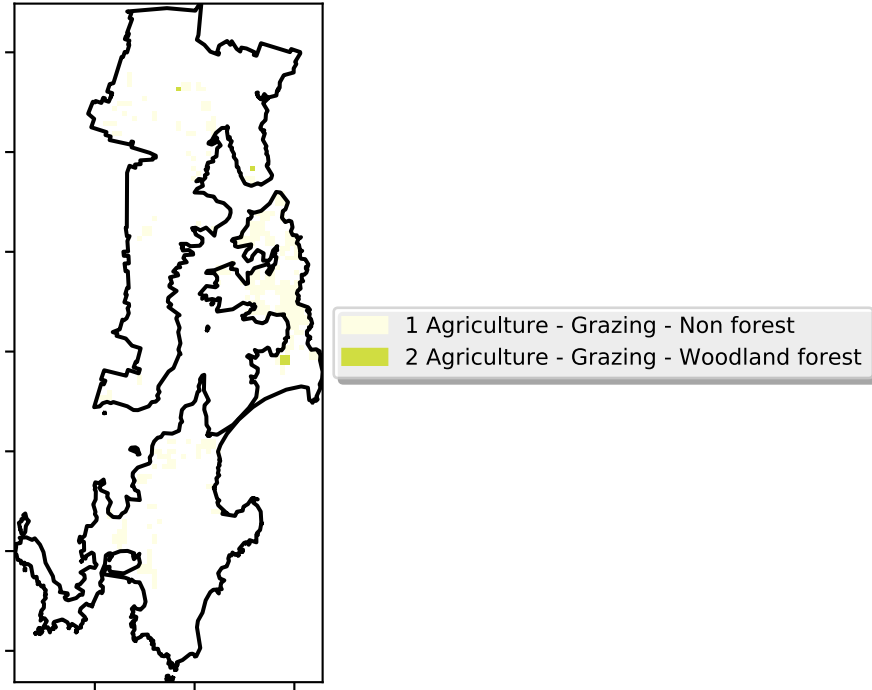 1 Agriculture - Grazing - Non forest
2 Agriculture - Grazing - Woodland forest